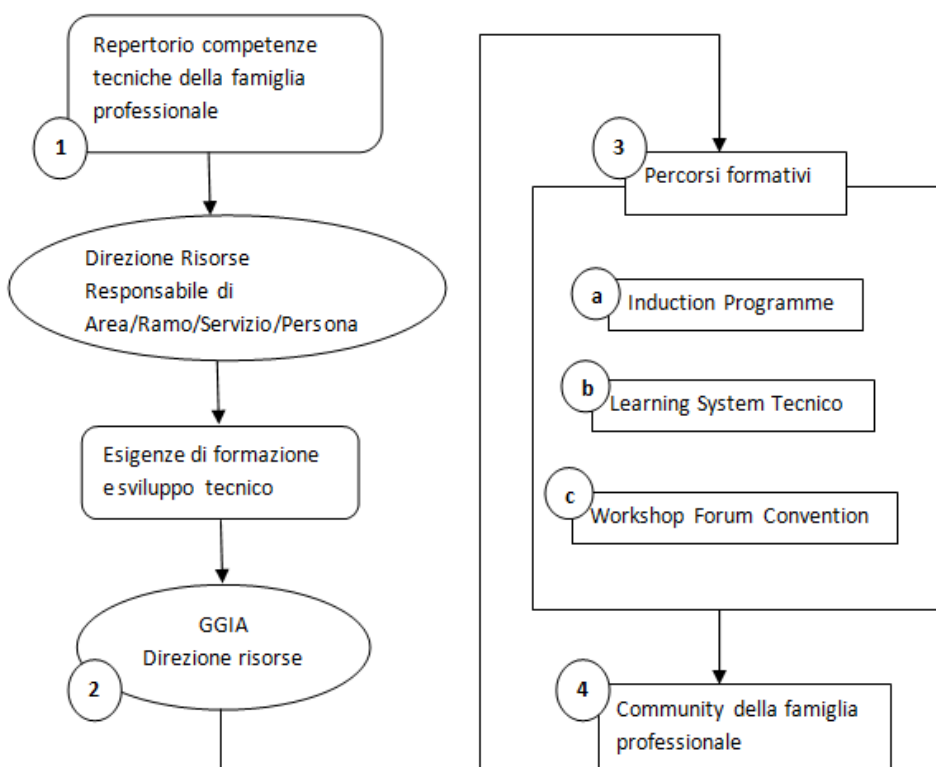 Repertorio competenze
tecniche della famiglia
professionale
1
Direzione Risorse
Responsabile di
Area/Ramo/Servizio/Persona
Esigenze di formazione
e sviluppo tecnico
GGIA
Direzione risorse
2
3
Percorsi formativi
a
Induction Programme
b
Learning System Tecnico
c
Workshop Forum Convention
4
Community della famiglia
professionale